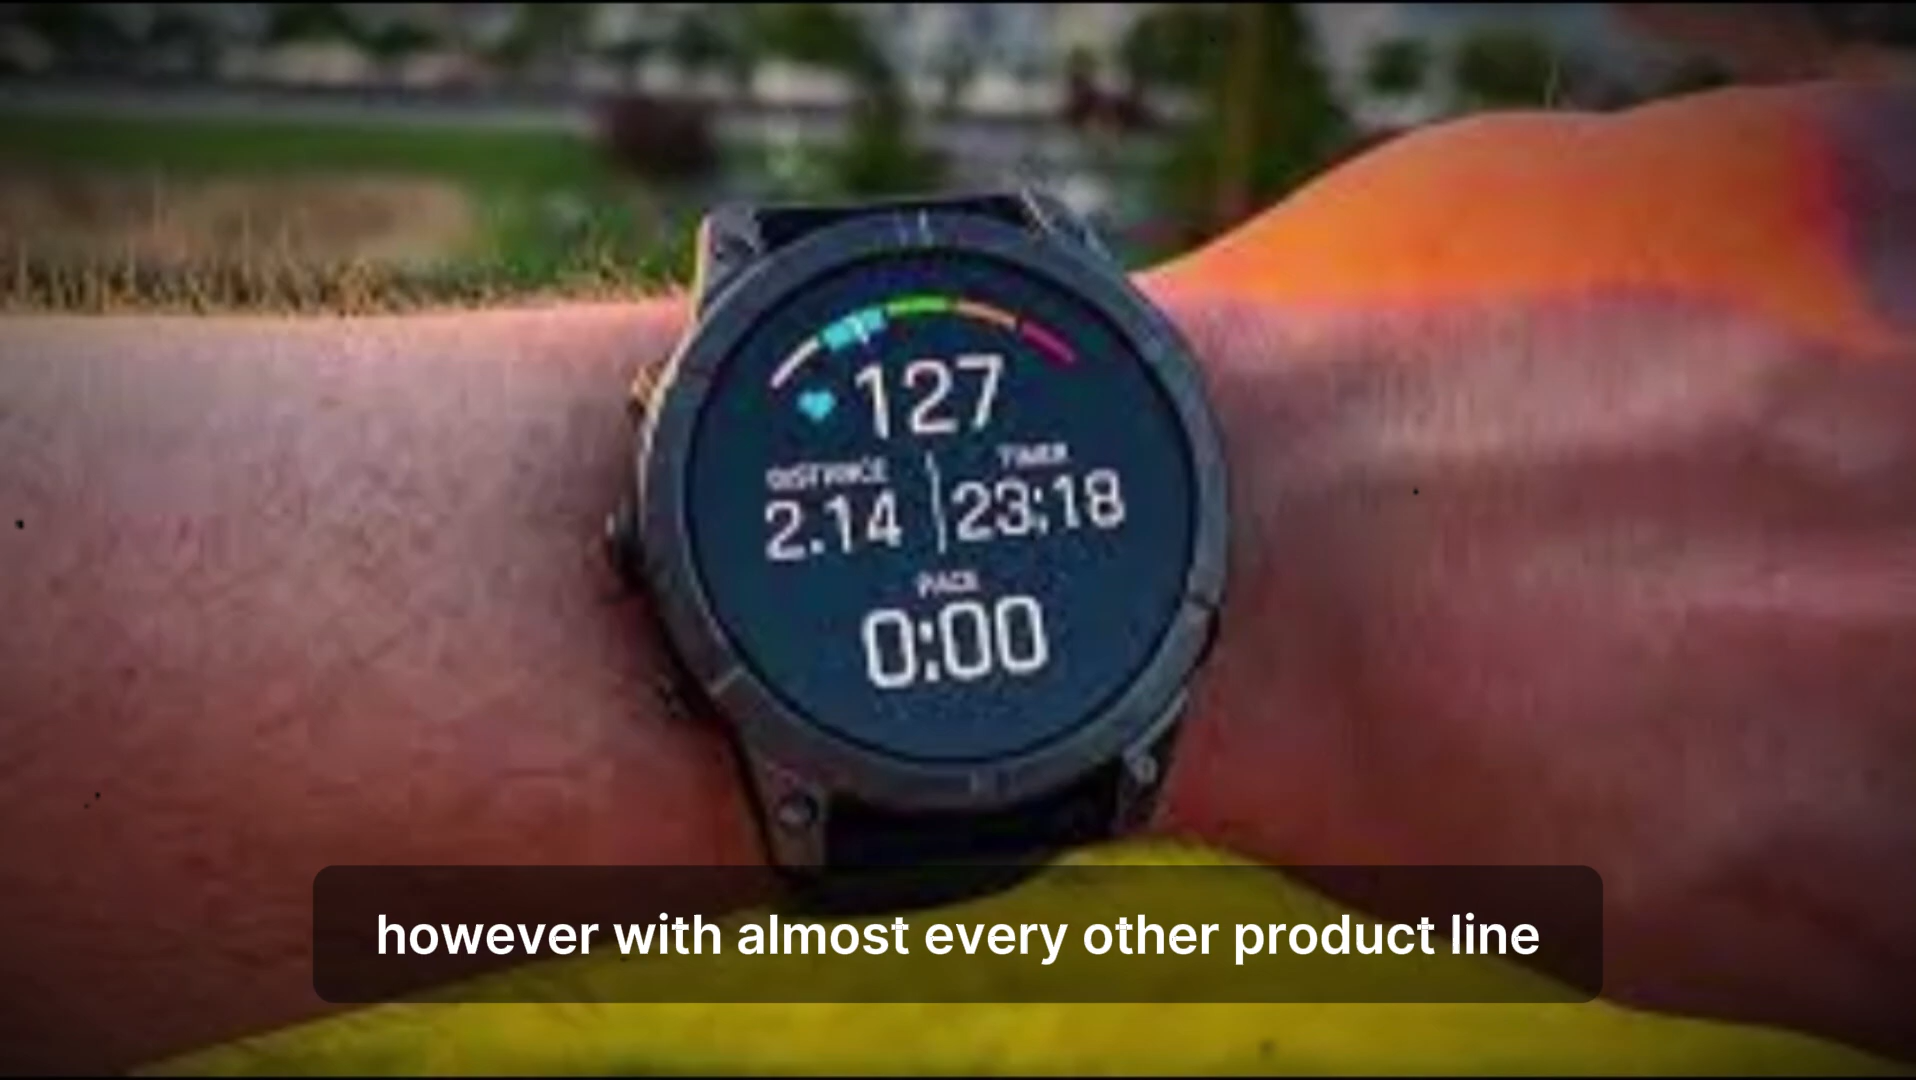 127
DISTANCE
TIMER
2.14
23:18
PACE
0:00
however with almost every other product line